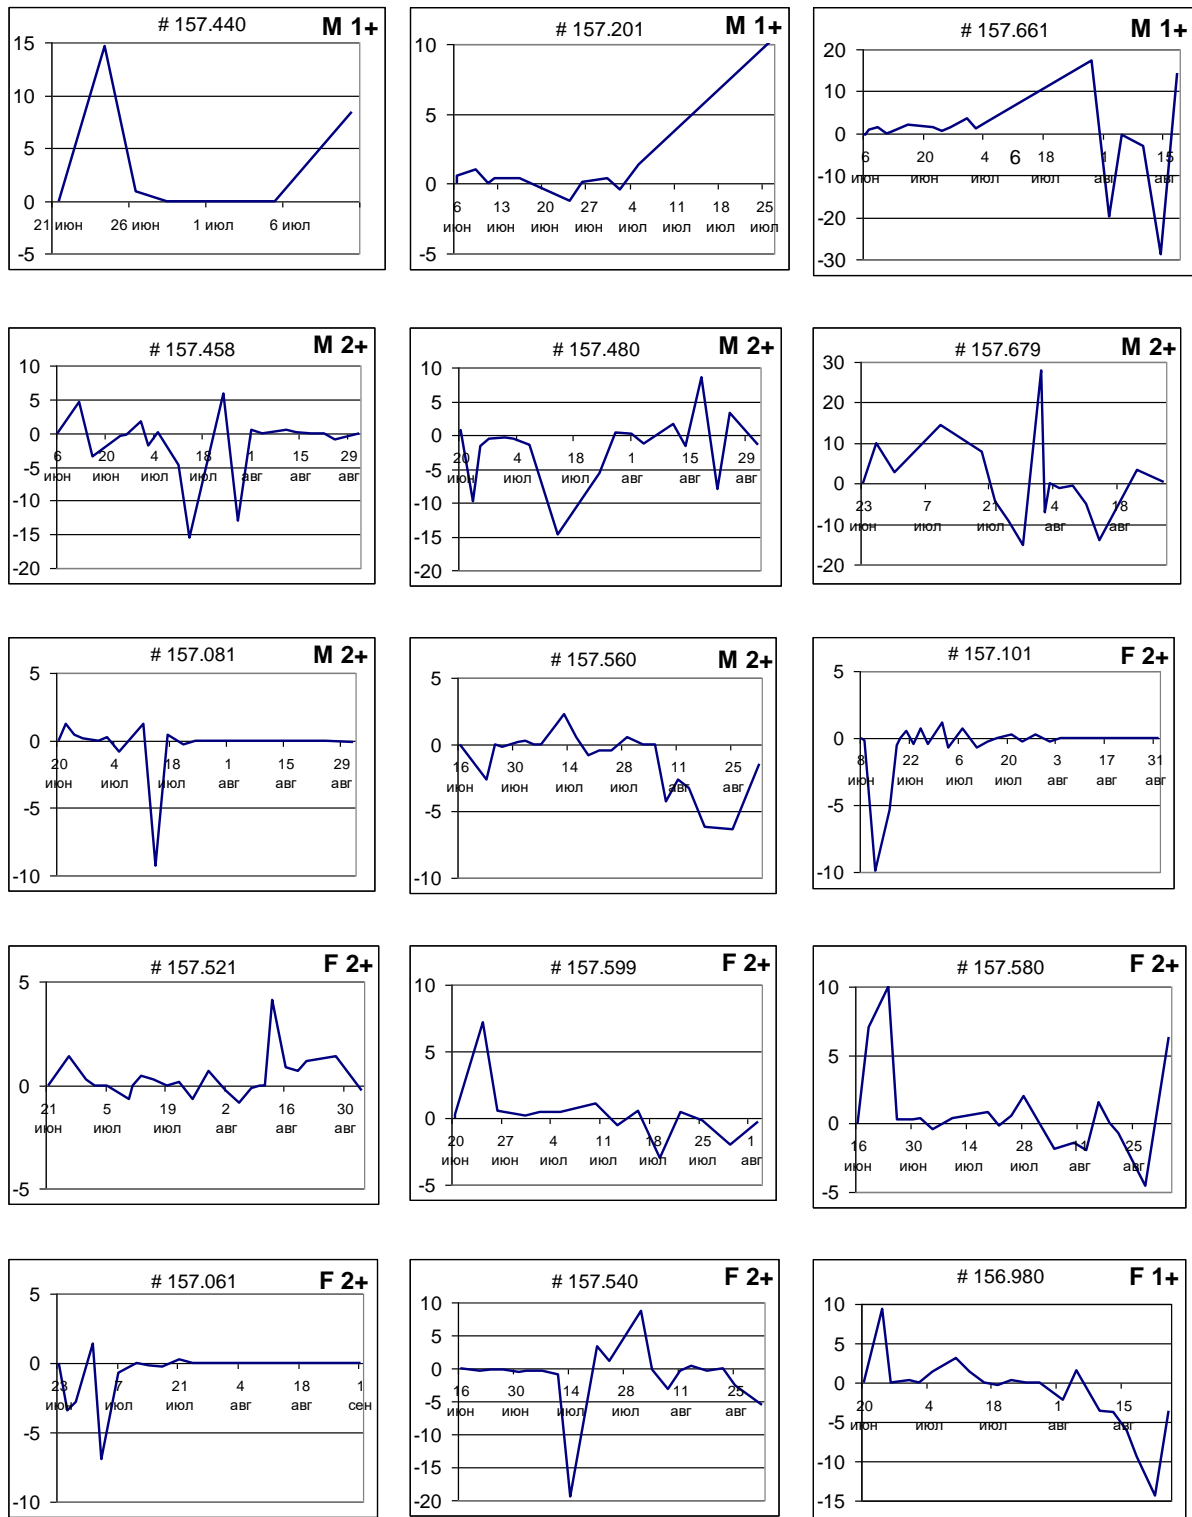 # 157.440 M 1+
15
10
5
0
-5
21 июн 26 июн 1 июл 6 июл
# 157.201 M 1+
10
5
0
-5
6 13 20 27 4 11 18 25
июн июн июн июн июл июл июл июл
# 157.661 M 1+
20
10
0
-10
-20
-30
6 20 4 6 18 1 15
июн июн июл июл авг авг
# 157.458 M 2+
10
5
0
-5
-10
-15
-20
6 20 4 18 1 15 29
июн июн июл июл авг авг авг
# 157.480 M 2+
10
5
0
-5
-10
-15
-20
20 4 18 1 15 29
июн июл июл авг авг авг
# 157.679 M 2+
30
20
10
0
-10
-20
23 7 21 4 18
июн июл июл авг авг
# 157.081 M 2+
5
0
-5
-10
20 4 18 1 15 29
июн июл июл авг авг авг
# 157.560 M 2+
5
0
-5
-10
16 30 14 28 11 25
июн июн июл июл авг авг
# 157.101 F 2+
5
0
-5
-10
8 22 6 20 3 17 31
июн июн июл июл авг авг авг
# 157.521 F 2+
5
0
-5
21 5 19 2 16 30
июн июл июл авг авг авг
# 157.599 F 2+
10
5
0
-5
20 27 4 11 18 25 1
июн июн июл июл июл июл авг
# 157.580 F 2+
10
5
0
-5
16 30 14 28 11 25
июн июн июл июл авг авг
# 157.061 F 2+
5
0
-5
-10
23 7 21 4 18 1
июн июл июл авг авг сен
# 157.540 F 2+
10
5
0
-5
-10
-15
-20
16 30 14 28 11 25
июн июн июл июл авг авг
# 156.980 F 1+
10
5
0
-5
-10
-15
20 4 18 1 15
июн июл июл авг авг